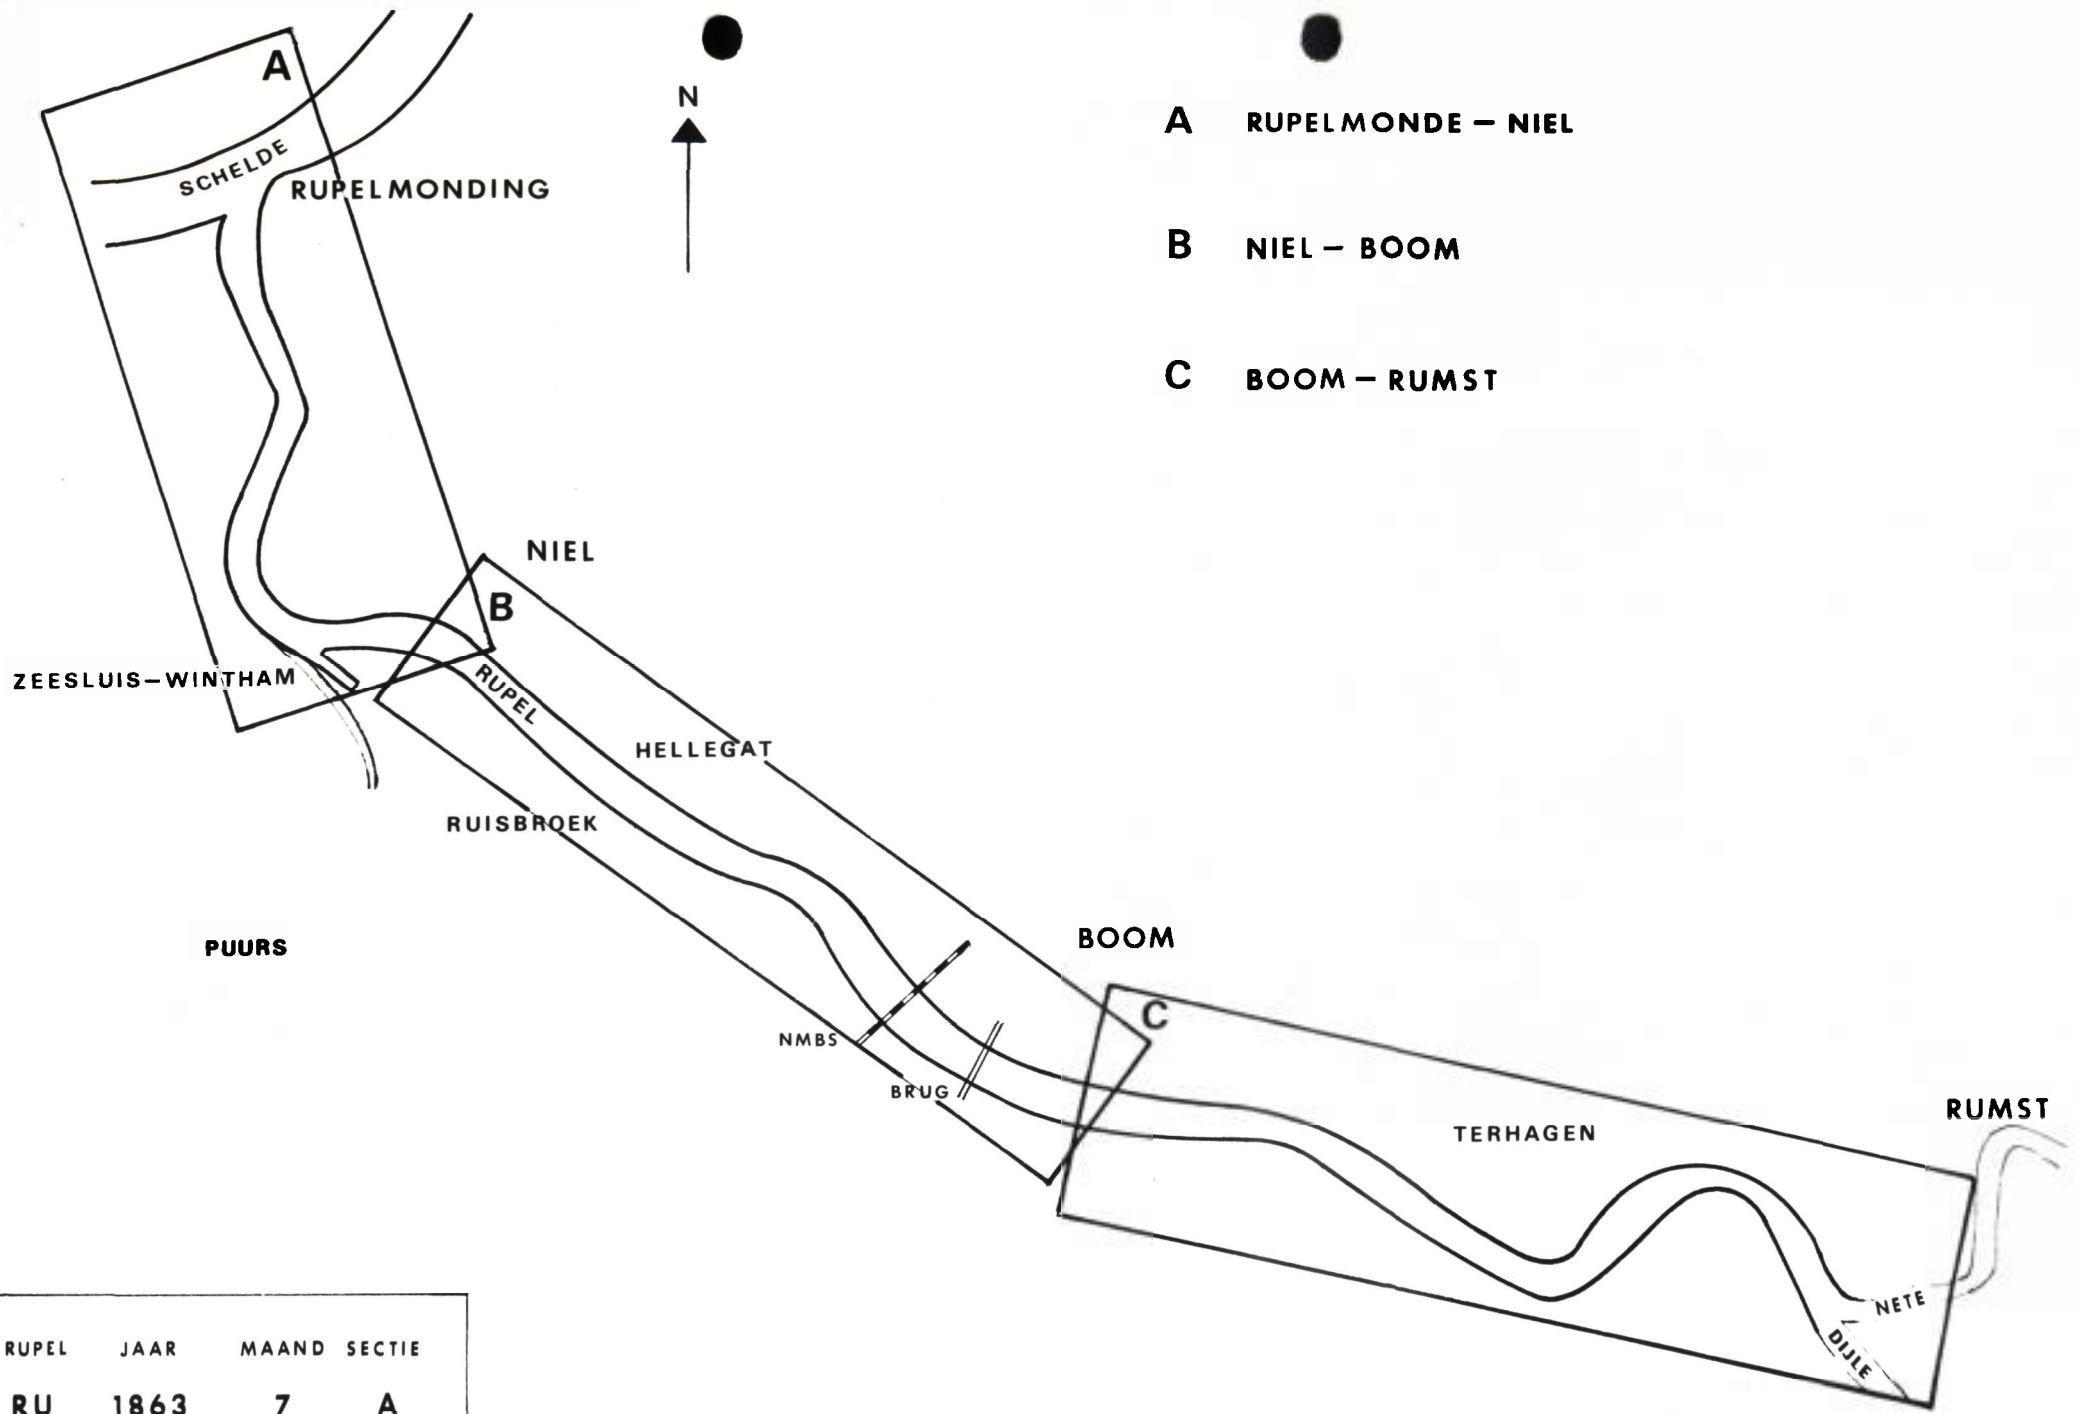 A
N
A RUPELMONDE – NIEL
SCHELDE
RUPELMONDING
B NIEL – BOOM
C BOOM – RUMST
NIEL
B
ZEESLUIS–WINTHAM
RUPEL
HELLEGAT
RUISBROEK
PUURS
BOOM
C
NMBS
BRUG
TERHAGEN
RUMST
NETE
DIJLE
RUPEL JAAR MAAND SECTIE
RU 1863 7 A